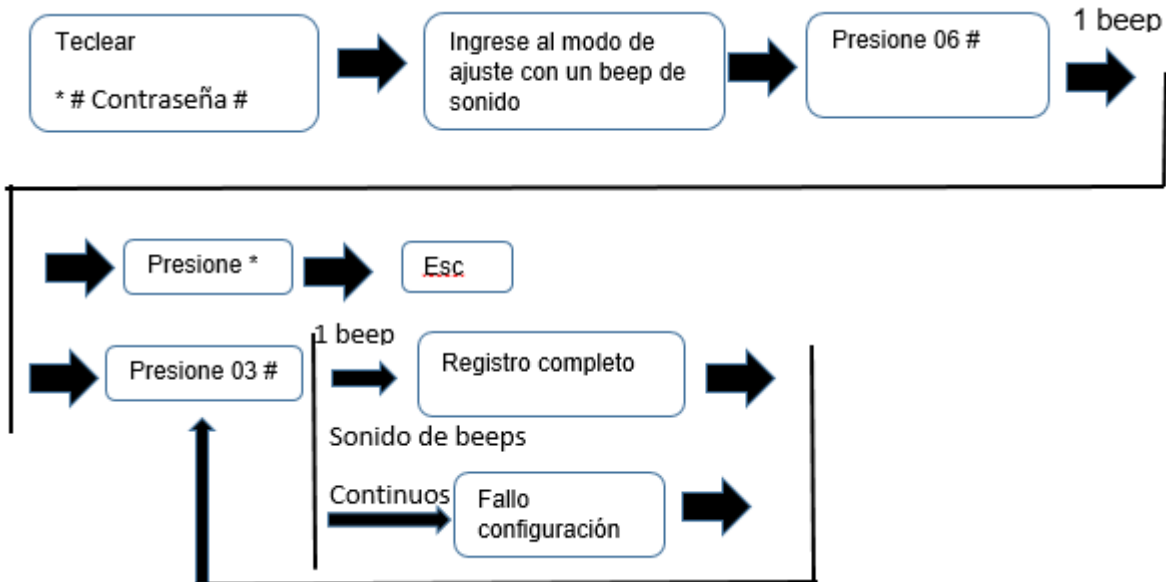 Teclear
* # Contraseña #
Ingrese al modo de
ajuste con un beep de
sonido
Presione 06 #
1 beep
Presione *
Esc
Presione 03 #
1 beep
Registro completo
Sonido de beeps
Continuos
Fallo
configuración